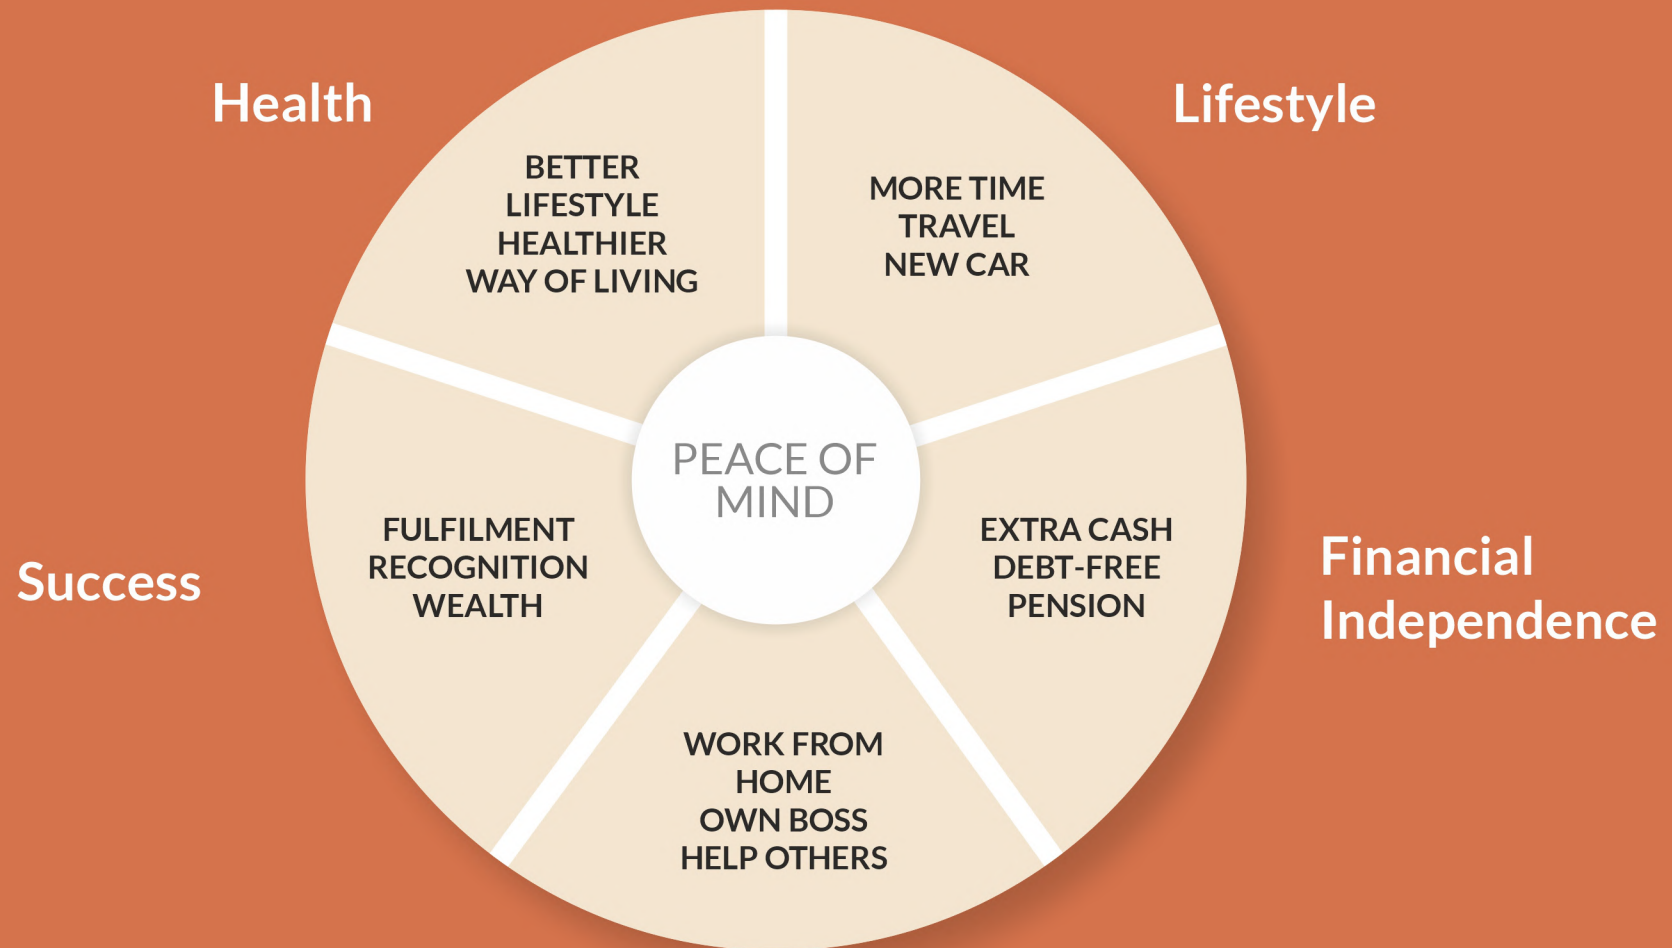 Health
Lifestyle
BETTER
LIFESTYLE
HEALTHIER
WAY OF LIVING
MORE TIME
TRAVEL
NEW CAR
PEACE OF
MIND
Success
FULFILMENT
RECOGNITION
WEALTH
EXTRA CASH
DEBT-FREE
PENSION
Financial
Independence
WORK FROM
HOME
OWN BOSS
HELP OTHERS